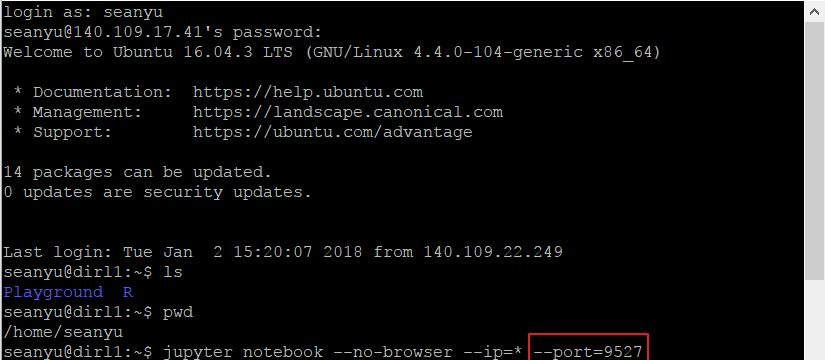 login as: seanyu
seanyu@140.109.17.41's password:
Welcome to Ubuntu 16.04.3 LTS (GNU/Linux 4.4.0-104-generic x86_64)
* Documentation:  https://help.ubuntu.com
* Management:     https://landscape.canonical.com
* Support:        https://ubuntu.com/advantage
14 packages can be updated.
0 updates are security updates.
Last login: Tue Jan  2 15:20:07 2018 from 140.109.22.249
seanyu@dirl1:~$ ls
Playground  R
seanyu@dirl1:~$ pwd
/home/seanyu
seanyu@dirl1:~$ jupyter notebook --no-browser --ip=* --port=9527